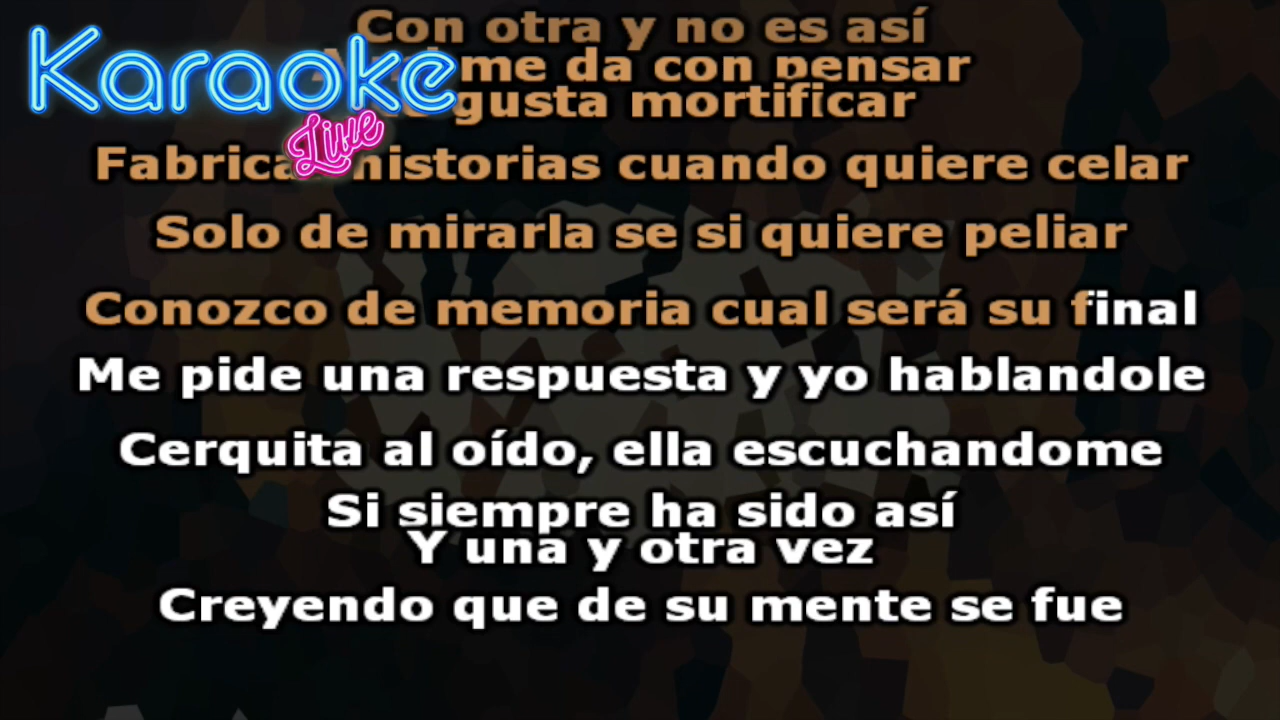 Karaoke
Live
Con otra y no es así
me da con pensar
gusta mortificar
historias cuando quiere celar
Solo de mirarla se si quiere peliar
Conozco de memoria cual será su final
Me pide una respuesta y yo hablandole
Cerquita al oído, ella escuchandome
Si siempre ha sido así
Y una y otra vez
Creyendo que de su mente se fue